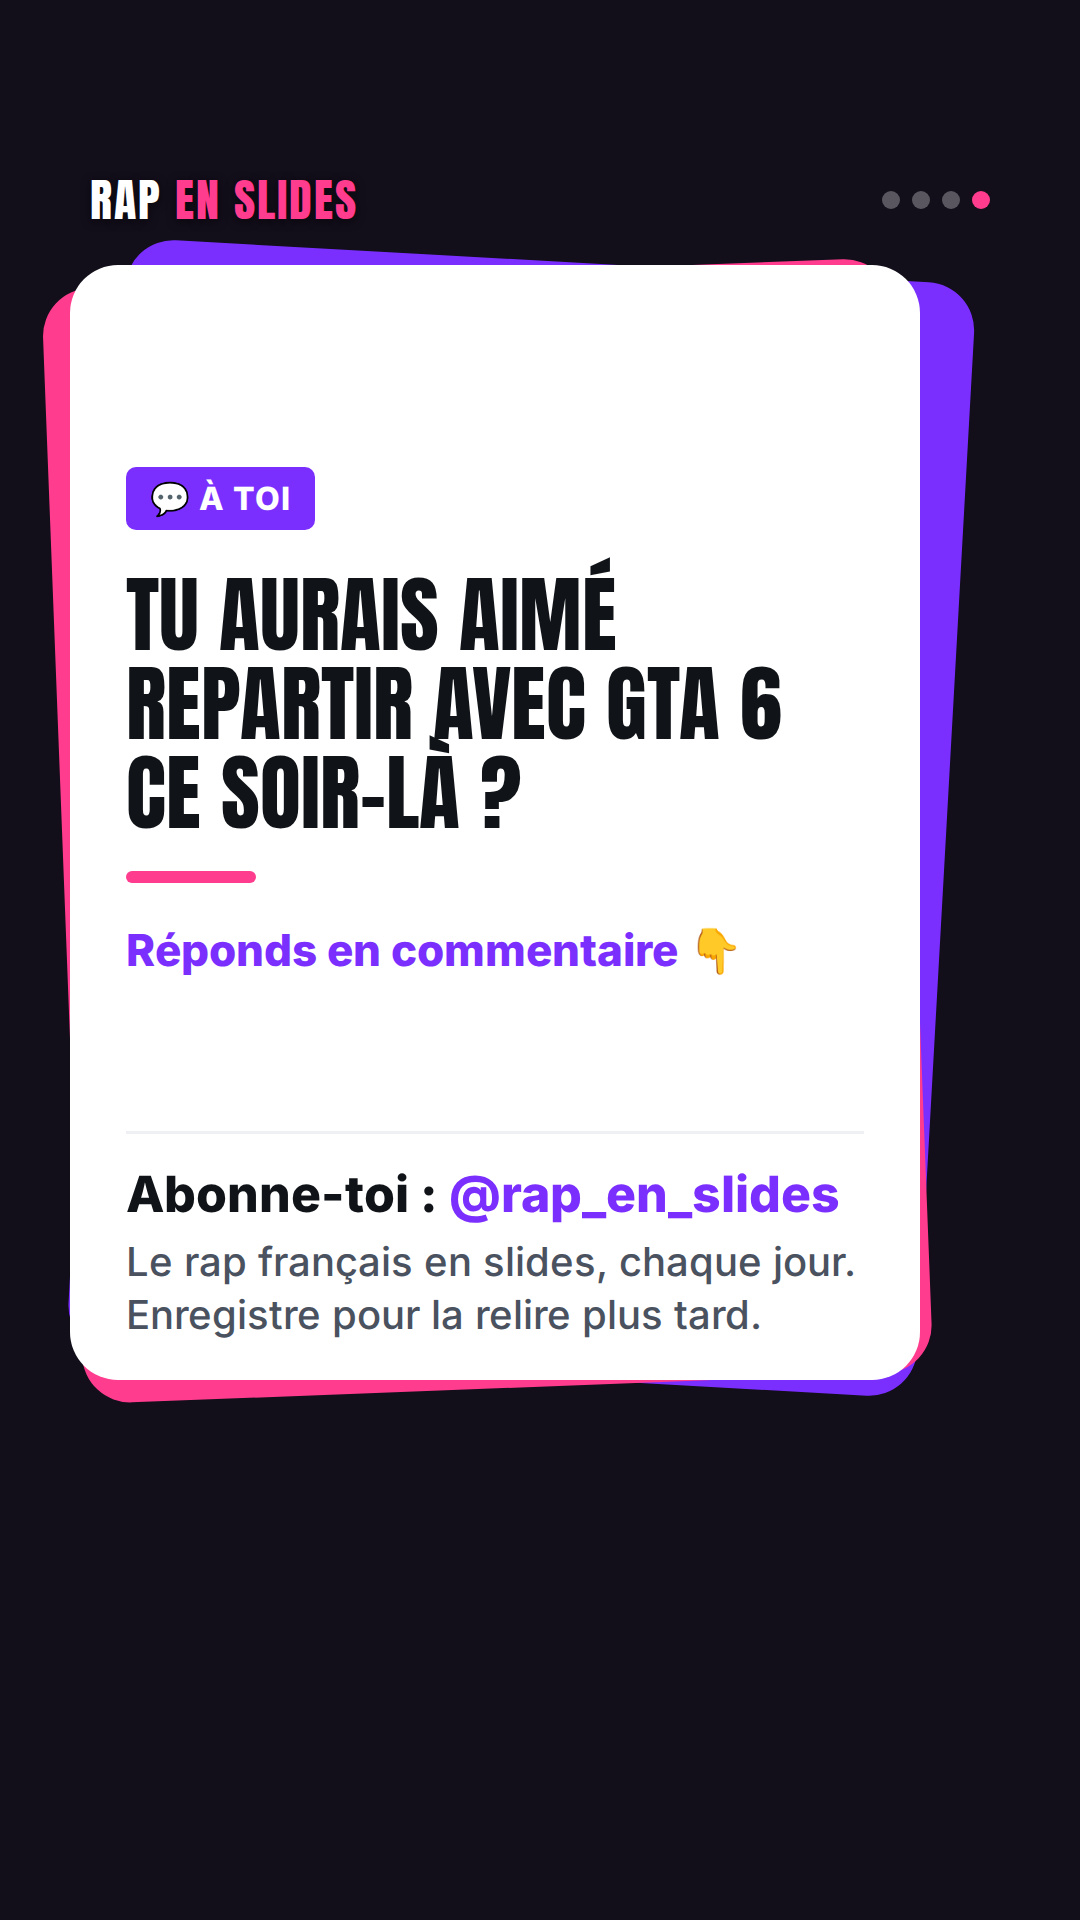 RAP EN SLIDES
💬 À TOI
TU AURAIS AIMÉ
REPARTIR AVEC GTA 6
CE SOIR-LÀ ?
Réponds en commentaire 👇
Abonne-toi : @rap_en_slides
Le rap français en slides, chaque jour.
Enregistre pour la relire plus tard.